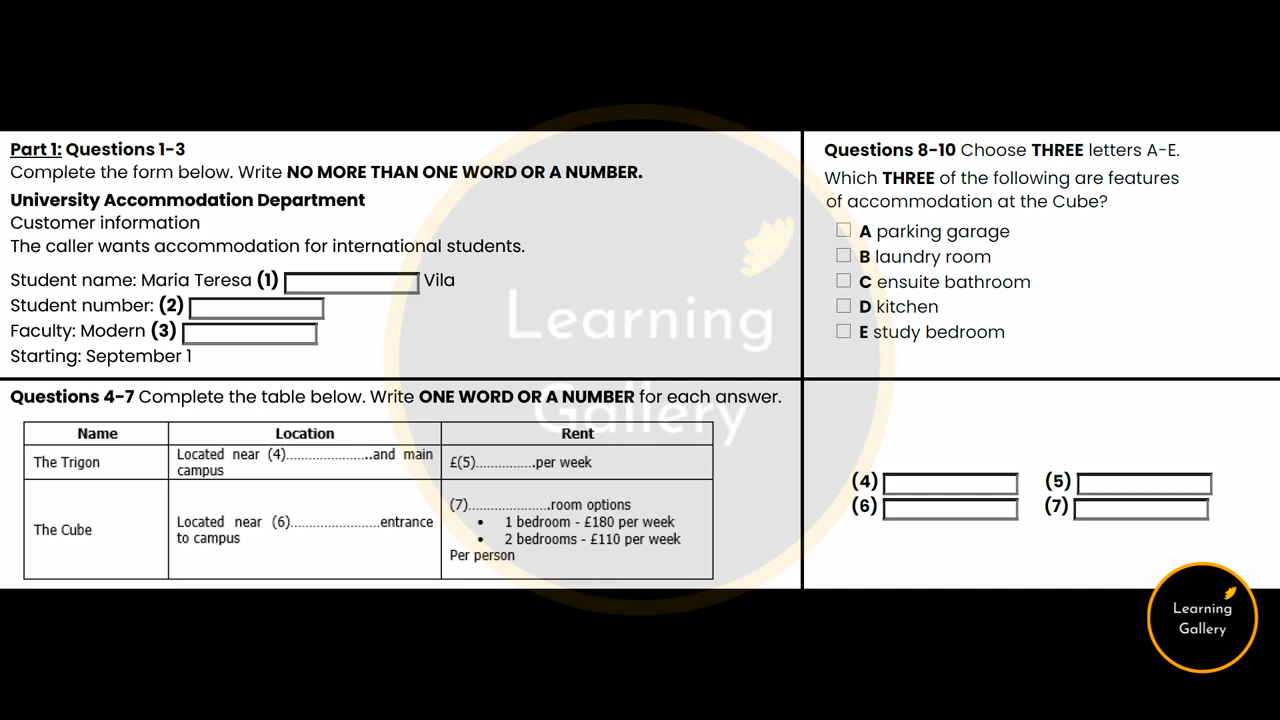 Part 1: Questions 1-3
Complete the form below. Write NO MORE THAN ONE WORD OR A NUMBER.
University Accommodation Department
Customer information
The caller wants accommodation for international students.
Student name: Maria Teresa (1) Vila
Student number: (2)
Faculty: Modern (3)
Starting: September 1
Questions 8-10 Choose THREE letters A-E.
Which THREE of the following are features
of accommodation at the Cube?
A parking garage
B laundry room
C ensuite bathroom
D kitchen
E study bedroom
Questions 4-7 Complete the table below. Write ONE WORD OR A NUMBER for each answer.
Name Location Rent
The Trigon
Located near (4)........................and main
campus
£(5)................per week
The Cube
Located near (6)........................entrance
to campus
(7)......................room options
• 1 bedroom - £180 per week
• 2 bedrooms - £110 per week
Per person
(4) (5)
(6) (7)
Learning
Gallery
Learning
Gallery